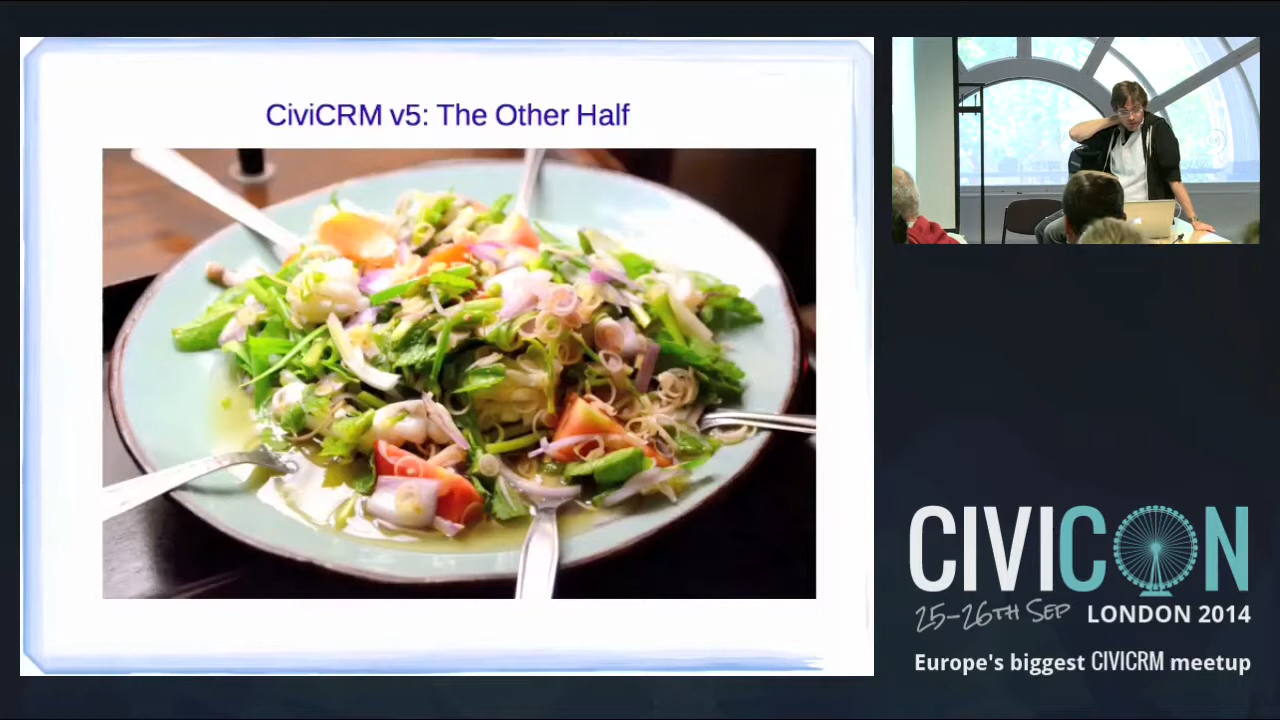 CiviCRM v5: The Other Half
CIVICON
25-26TH SEP LONDON 2014
Europe's biggest CIVICRM meetup